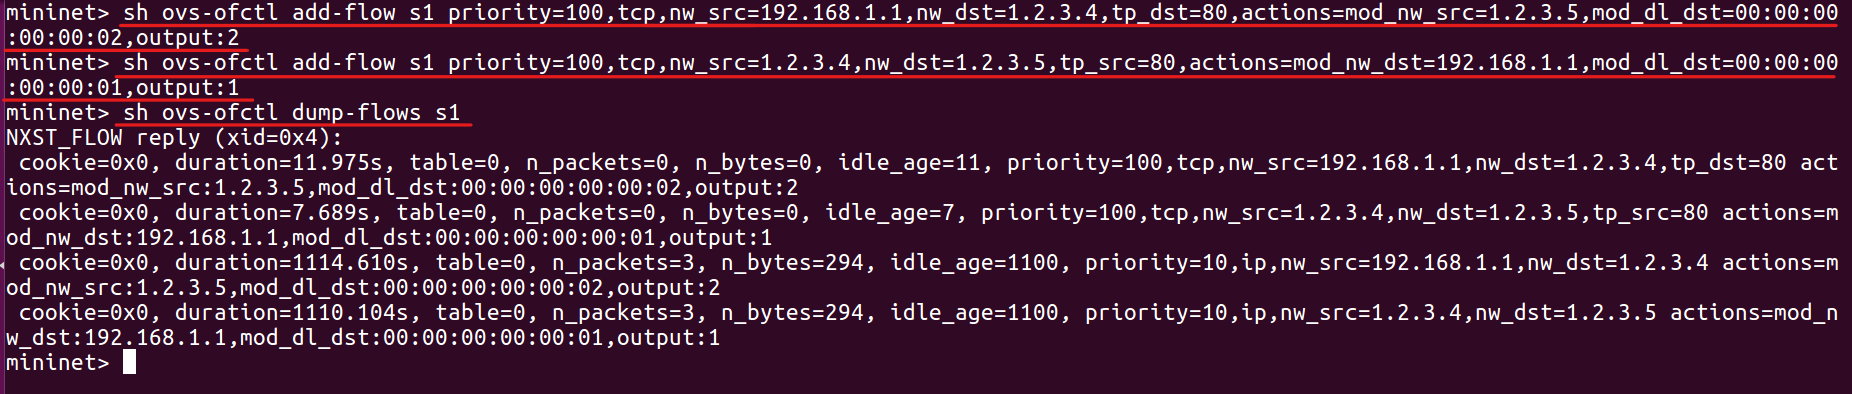 mininet> sh ovs-ofctl add-flow s1 priority=100,tcp,nw_src=192.168.1.1,nw_dst=1.2.3.4,tp_dst=80,actions=mod_nw_src=1.2.3.5,mod_dl_dst=00:00:00
:00:00:02,output:2
mininet> sh ovs-ofctl add-flow s1 priority=100,tcp,nw_src=1.2.3.4,nw_dst=1.2.3.5,tp_src=80,actions=mod_nw_dst=192.168.1.1,mod_dl_dst=00:00:00
:00:00:01,output:1
mininet> sh ovs-ofctl dump-flows s1
NXST_FLOW reply (xid=0x4):
 cookie=0x0, duration=11.975s, table=0, n_packets=0, n_bytes=0, idle_age=11, priority=100,tcp,nw_src=192.168.1.1,nw_dst=1.2.3.4,tp_dst=80 act
ions=mod_nw_src:1.2.3.5,mod_dl_dst:00:00:00:00:00:02,output:2
 cookie=0x0, duration=7.689s, table=0, n_packets=0, n_bytes=0, idle_age=7, priority=100,tcp,nw_src=1.2.3.4,nw_dst=1.2.3.5,tp_src=80 actions=m
od_nw_dst:192.168.1.1,mod_dl_dst:00:00:00:00:00:01,output:1
 cookie=0x0, duration=1114.610s, table=0, n_packets=3, n_bytes=294, idle_age=1100, priority=10,ip,nw_src=192.168.1.1,nw_dst=1.2.3.4 actions=m
od_nw_src:1.2.3.5,mod_dl_dst:00:00:00:00:00:02,output:2
 cookie=0x0, duration=1110.104s, table=0, n_packets=3, n_bytes=294, idle_age=1100, priority=10,ip,nw_src=1.2.3.4,nw_dst=1.2.3.5 actions=mod_n
w_dst:192.168.1.1,mod_dl_dst:00:00:00:00:00:01,output:1
mininet>